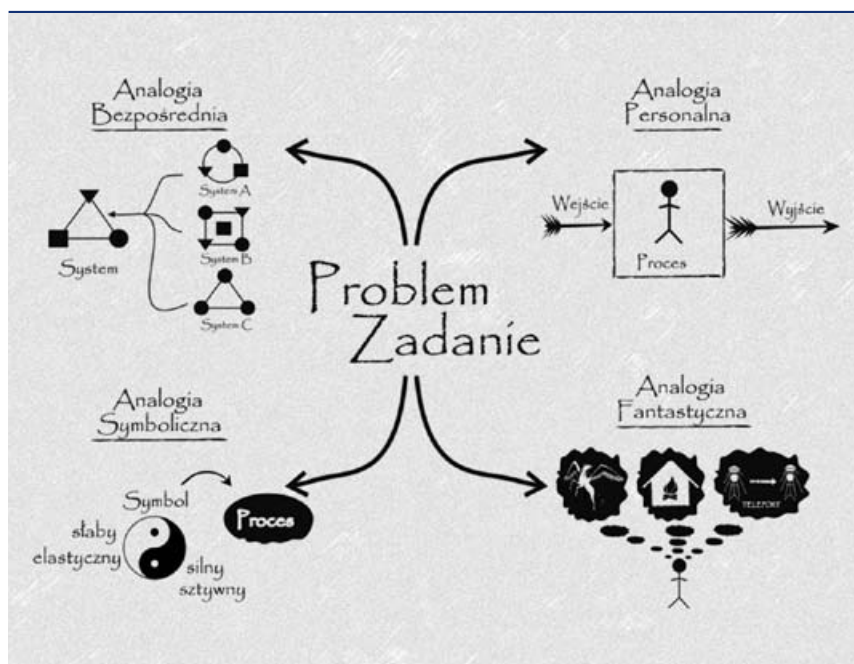 Analogia
Bezpośrednia
System A
System B
System C
System
Analogia
Personalna
Wejście
Wyjście
Proces
Problem
Zadanie
Analogia
Symboliczna
Symbol
słaby
elastyczny
silny
sztywny
Proces
Analogia
Fantastyczna
TELEFONY